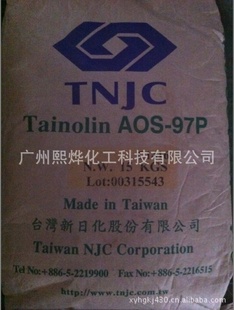 TNJC
Tainolin AOS-97P
广州熙烨化工科技有限公司
N.W. 15 KGS
Lot:00315543
Made in Taiwan
台灣新日化股份有限公司
Taiwan NJC Corporation
Tel No:+886-5-2219900 Fax No:+886-5-2216515
http://www.tnjc.com.tw
xyhgkj430.cn.alibaba.com